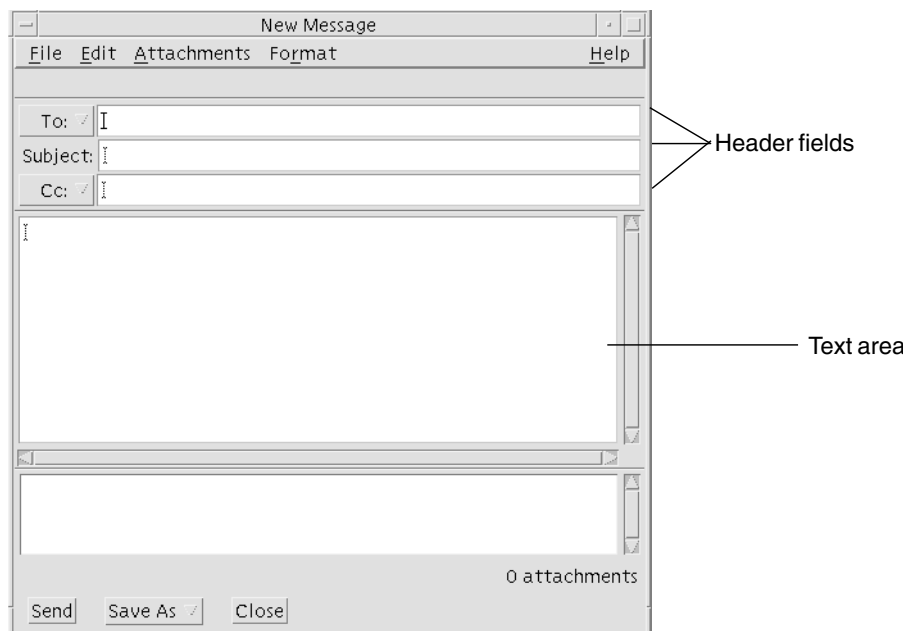 New Message
File Edit Attachments Format Help
To:
Header fields
Subject:
Cc:
Text area
0 attachments
Send Save As Close